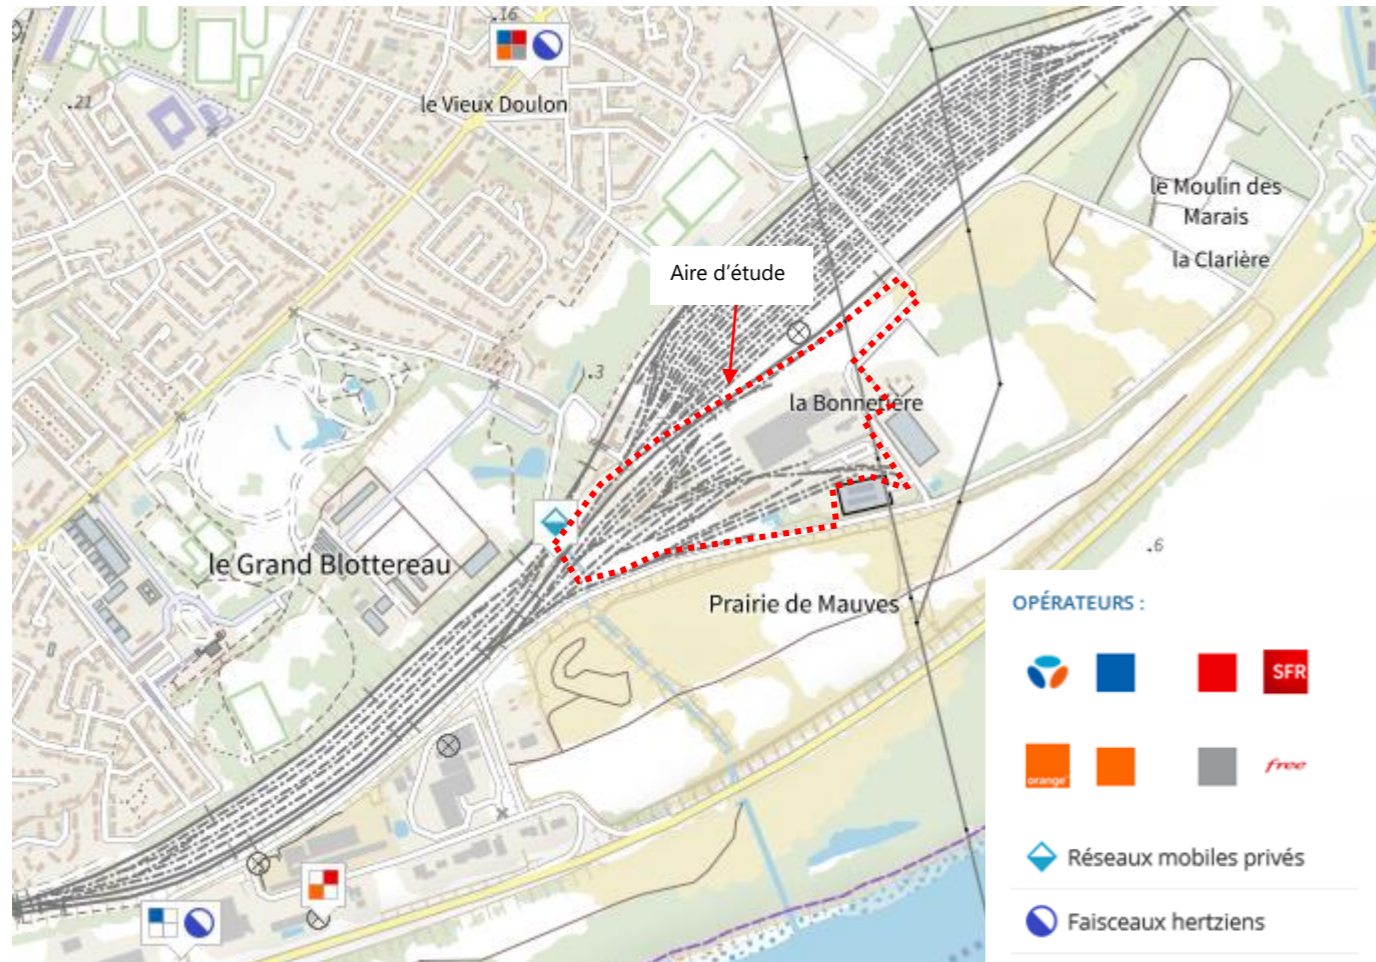 .16
le Vieux Doulon
.21
le Moulin des
Marais
la Clarière
Aire d'étude
.3
la Bonnetière
le Grand Blottereau
.6
Prairie de Mauves
OPÉRATEURS :
SFR
orange
free
Réseaux mobiles privés
Faisceaux hertziens